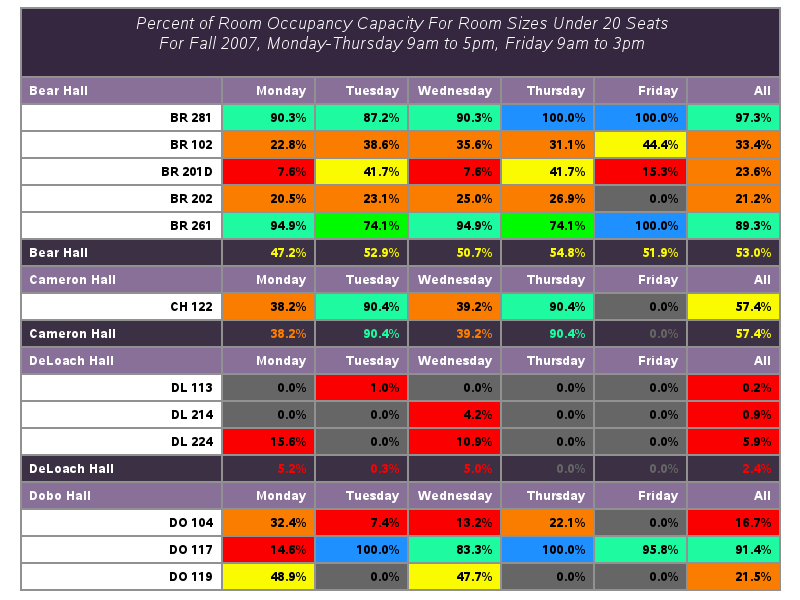 Percent of Room Occupancy Capacity For Room Sizes Under 20 Seats
For Fall 2007, Monday-Thursday 9am to 5pm, Friday 9am to 3pm
Bear Hall Monday Tuesday Wednesday Thursday Friday All
BR 281 90.3% 87.2% 90.3% 100.0% 100.0% 97.3%
BR 102 22.8% 38.6% 35.6% 31.1% 44.4% 33.4%
BR 201D 7.6% 41.7% 7.6% 41.7% 15.3% 23.6%
BR 202 20.5% 23.1% 25.0% 26.9% 0.0% 21.2%
BR 261 94.9% 74.1% 94.9% 74.1% 100.0% 89.3%
Bear Hall 47.2% 52.9% 50.7% 54.8% 51.9% 53.0%
Cameron Hall Monday Tuesday Wednesday Thursday Friday All
CH 122 38.2% 90.4% 39.2% 90.4% 0.0% 57.4%
Cameron Hall 38.2% 90.4% 39.2% 90.4% 0.0% 57.4%
DeLoach Hall Monday Tuesday Wednesday Thursday Friday All
DL 113 0.0% 1.0% 0.0% 0.0% 0.0% 0.2%
DL 214 0.0% 0.0% 4.2% 0.0% 0.0% 0.9%
DL 224 15.6% 0.0% 10.9% 0.0% 0.0% 5.9%
DeLoach Hall 5.2% 0.3% 5.0% 0.0% 0.0% 2.4%
Dobo Hall Monday Tuesday Wednesday Thursday Friday All
DO 104 32.4% 7.4% 13.2% 22.1% 0.0% 16.7%
DO 117 14.6% 100.0% 83.3% 100.0% 95.8% 91.4%
DO 119 48.9% 0.0% 47.7% 0.0% 0.0% 21.5%